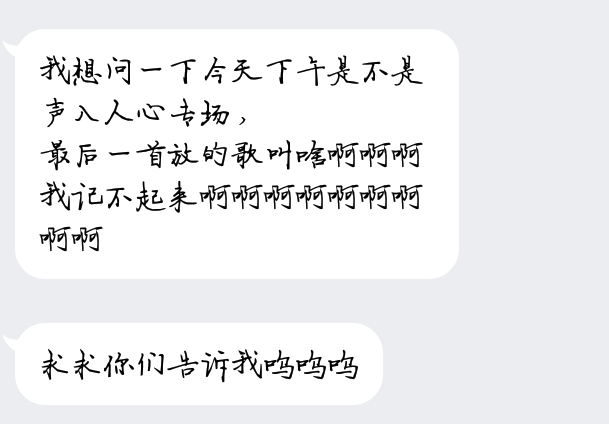 我想问一下今天下午是不是
声入人心专场，
最后一首放的歌叫啥啊啊啊
我记不起来啊啊啊啊啊啊啊
啊啊
求求你们告诉我呜呜呜